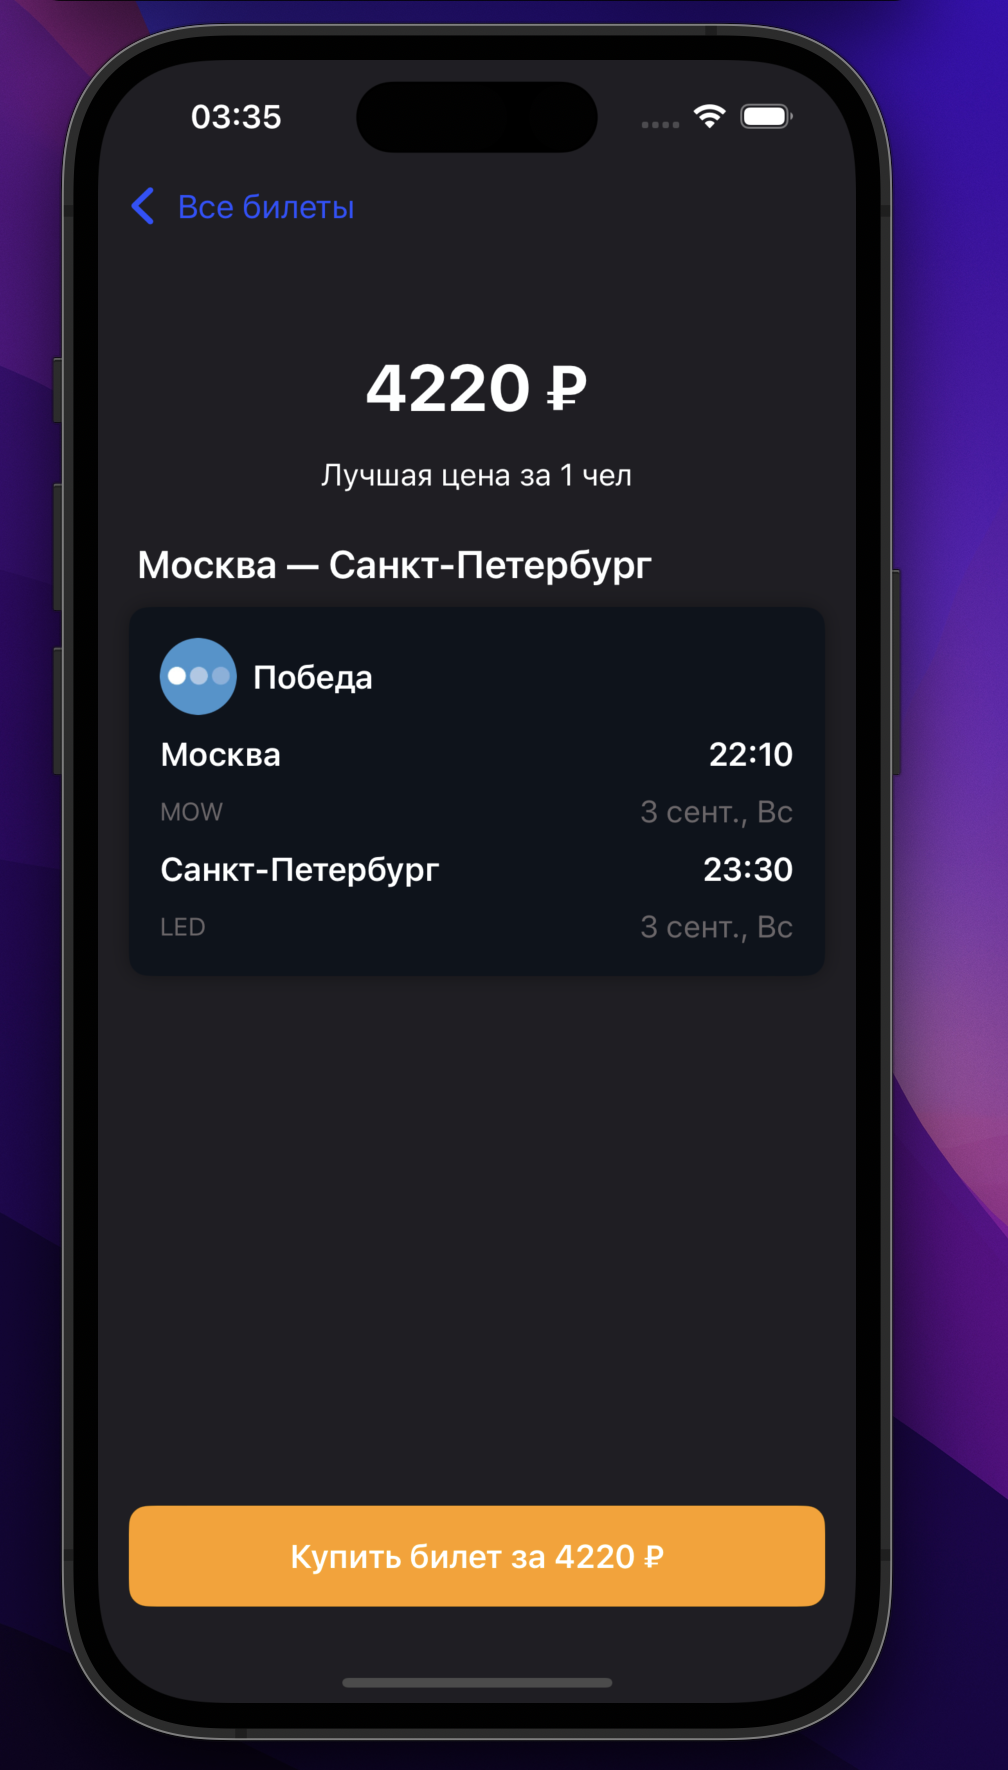 03:35
Все билеты
4220 ₽
Лучшая цена за 1 чел
Москва — Санкт-Петербург
Победа
Москва 22:10
MOW 3 сент., Вс
Санкт-Петербург 23:30
LED 3 сент., Вс
Купить билет за 4220 ₽